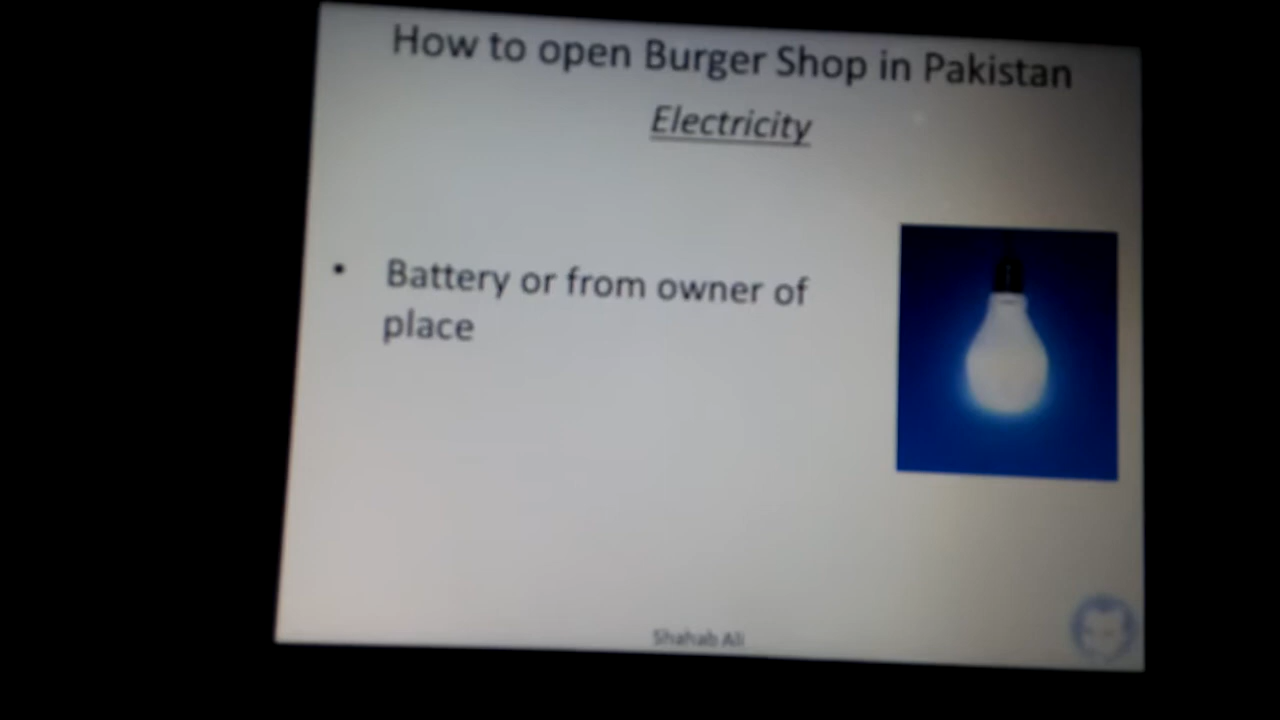 How to open Burger Shop in Pakistan
Electricity
• Battery or from owner of
place
Shahab Ali